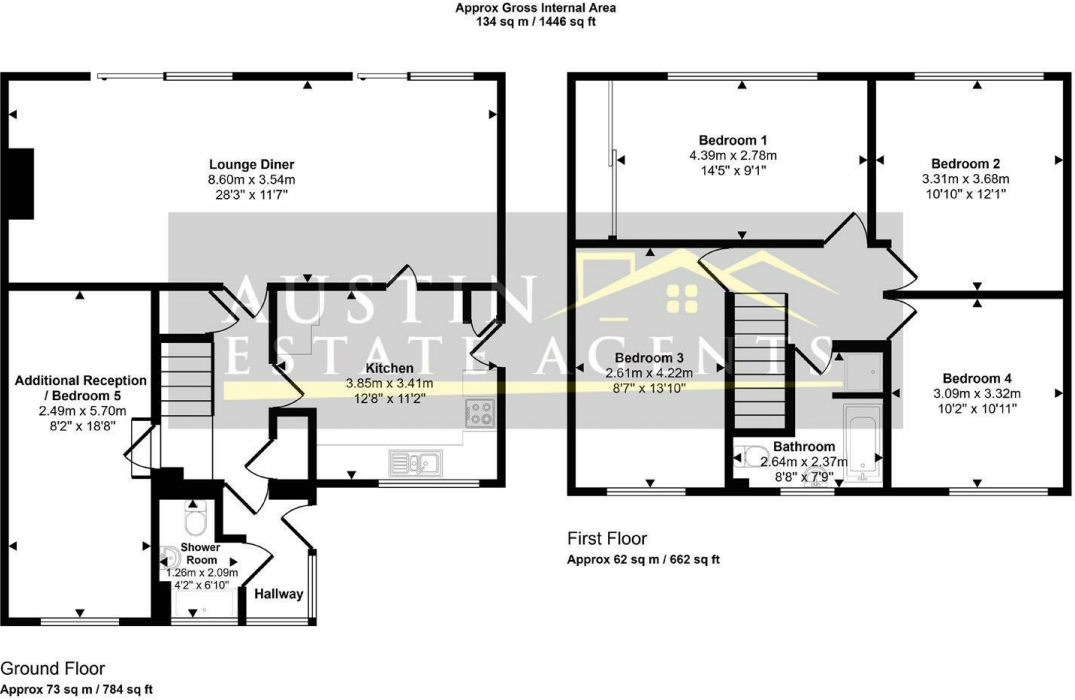 Approx Gross Internal Area
134 sq m / 1446 sq ft
Lounge Diner
8.60m x 3.54m
28'3" x 11'7"
Bedroom 1
4.39m x 2.78m
14'5" x 9'1"
Bedroom 2
3.31m x 3.68m
10'10" x 12'1"
AUSTIN
ESTATE AGENTS
Additional Reception
/ Bedroom 5
2.49m x 5.70m
8'2" x 18'8"
Kitchen
3.85m x 3.41m
12'8" x 11'2"
Bedroom 3
2.61m x 4.22m
8'7" x 13'10"
Bedroom 4
3.09m x 3.32m
10'2" x 10'11"
Bathroom
2.64m x 2.37m
8'8" x 7'9"
Shower
Room
1.26m x 2.09m
4'2" x 6'10"
Hallway
First Floor
Approx 62 sq m / 662 sq ft
Ground Floor
Approx 73 sq m / 784 sq ft